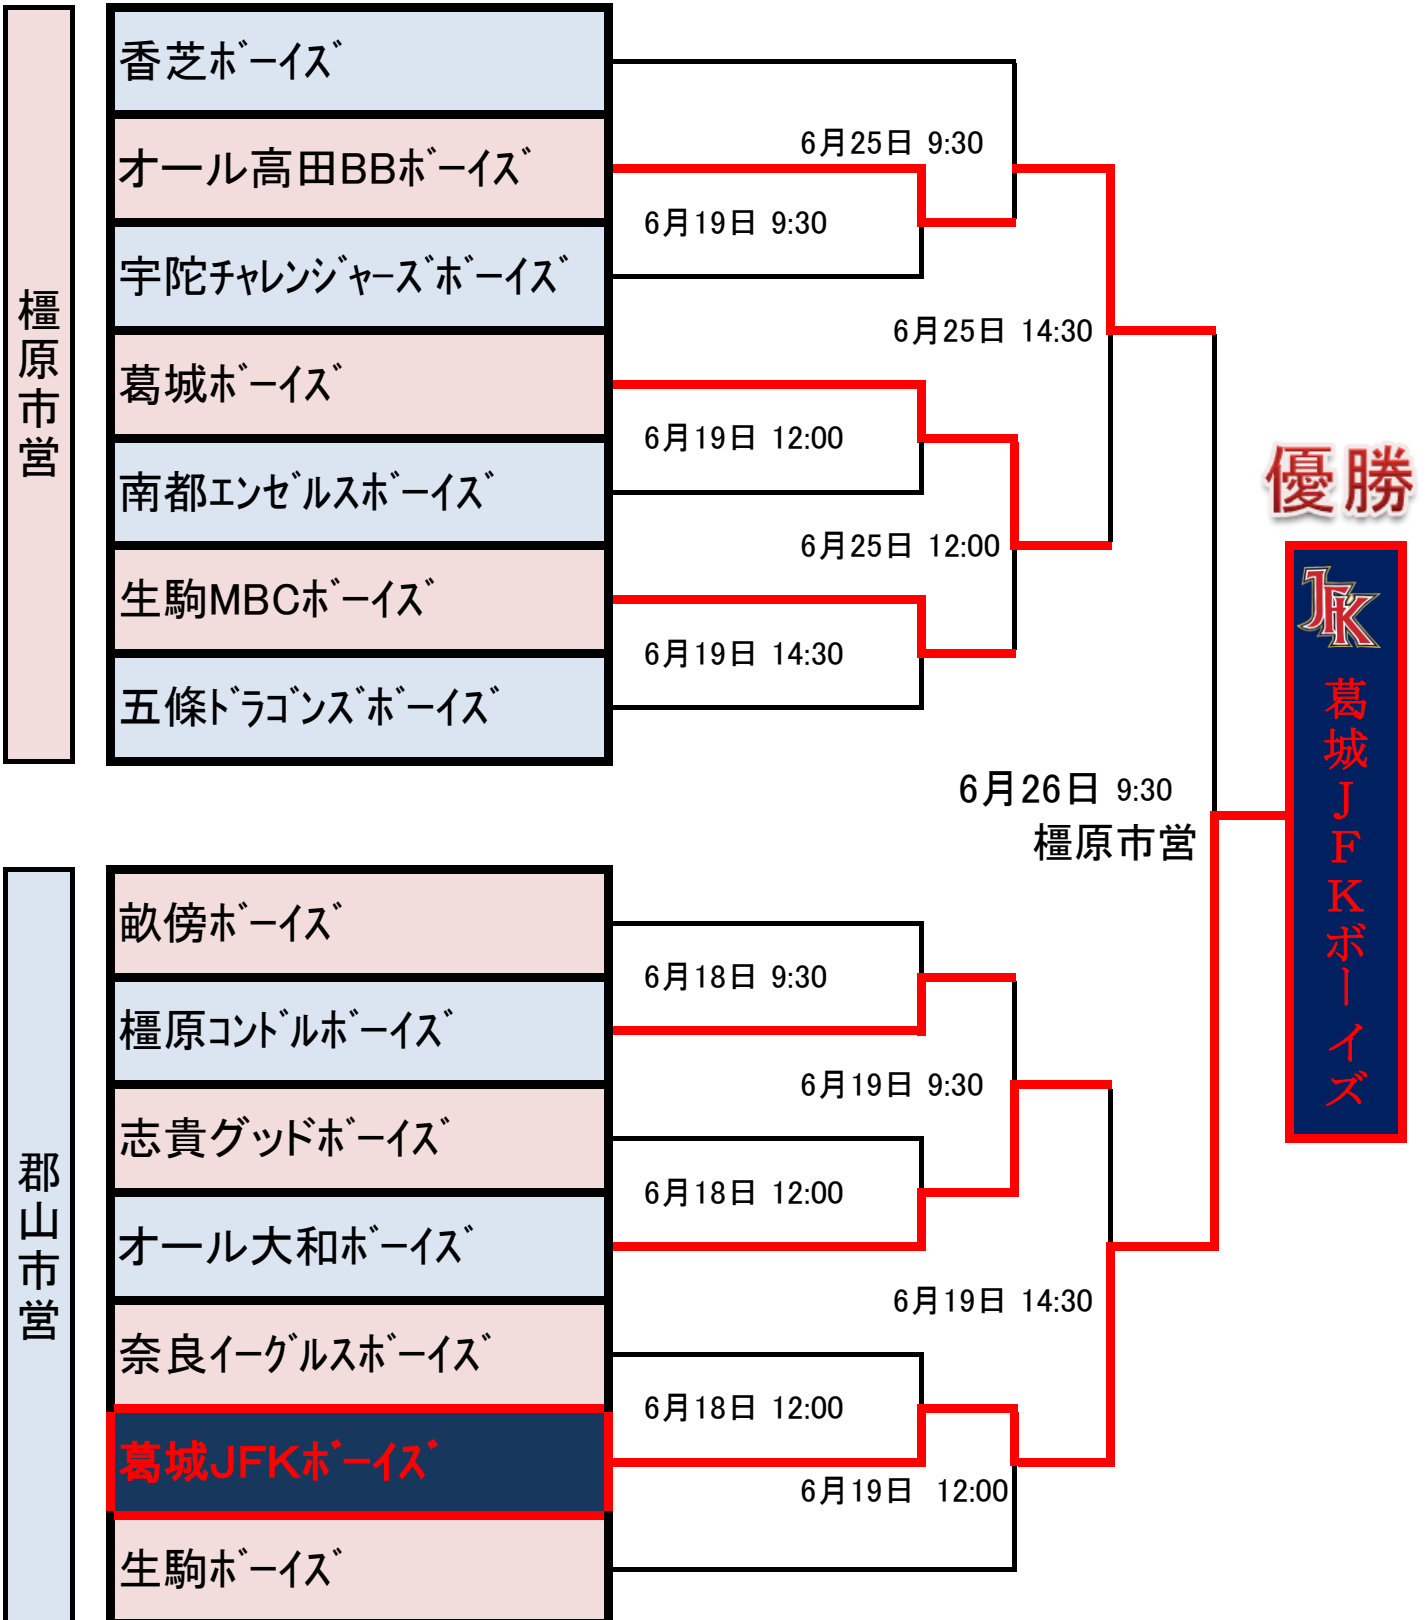 橿原市営
香芝ﾎﾞｰｲｽﾞ
6月25日 9:30
オール高田BBﾎﾞｰｲｽﾞ
6月19日 9:30
宇陀ﾁｬﾚﾝｼﾞｬｰｽﾞﾎﾞｰｲｽﾞ
6月25日 14:30
葛城ﾎﾞｰｲｽﾞ
6月19日 12:00
南都ｴﾝｾﾞﾙｽﾎﾞｰｲｽﾞ
6月25日 12:00
生駒MBCﾎﾞｰｲｽﾞ
6月19日 14:30
五條ﾄﾞﾗｺﾞﾝｽﾞﾎﾞｰｲｽﾞ
優勝
JFK
葛城JFKボーイズ
6月26日 9:30
橿原市営
郡山市営
畝傍ﾎﾞｰｲｽﾞ
6月18日 9:30
橿原ｺﾝﾄﾞﾙﾎﾞｰｲｽﾞ
6月19日 9:30
志貴グッドﾎﾞｰｲｽﾞ
6月18日 12:00
オール大和ﾎﾞｰｲｽﾞ
6月19日 14:30
奈良ｲｰｸﾞﾙｽﾎﾞｰｲｽﾞ
6月18日 12:00
葛城JFKﾎﾞｰｲｽﾞ
6月19日 12:00
生駒ﾎﾞｰｲｽﾞ